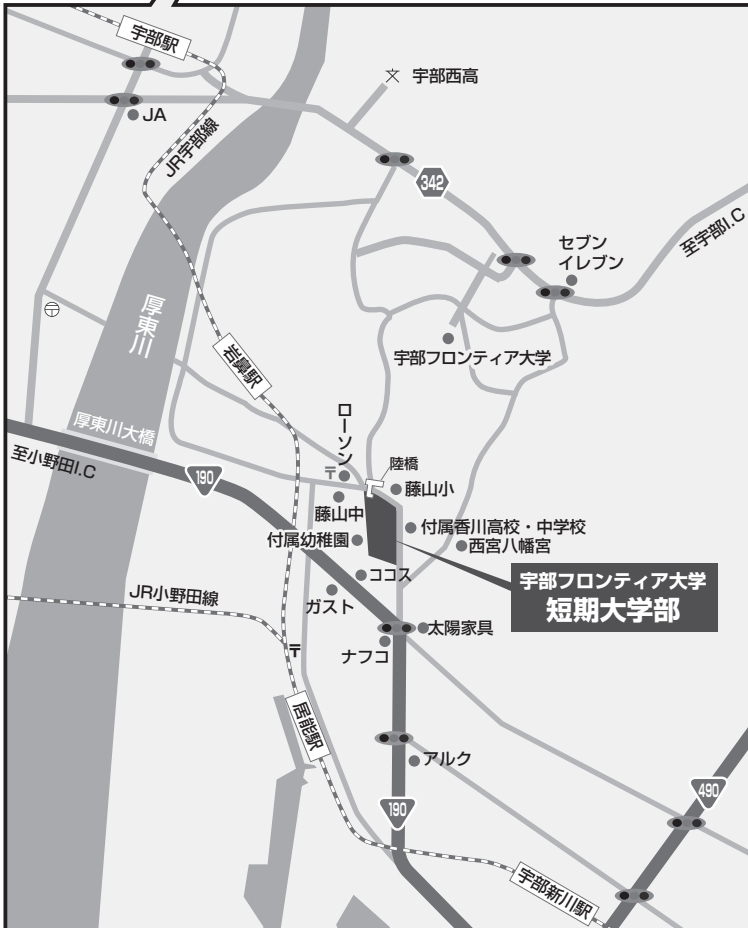 宇部駅
宇部西高
JA
JR宇部線
342
セブン
イレブン
至宇部I.C
厚東川
岩鼻駅
宇部フロンティア大学
厚東川大橋
ローソン
至小野田I.C
190
〒
陸橋
藤山小
藤山中
付属香川高校・中学校
付属幼稚園
西宮八幡宮
ココス
宇部フロンティア大学
短期大学部
JR小野田線
ガスト
太陽家具
ナフコ
〒
居能駅
アルク
490
190
宇部新川駅